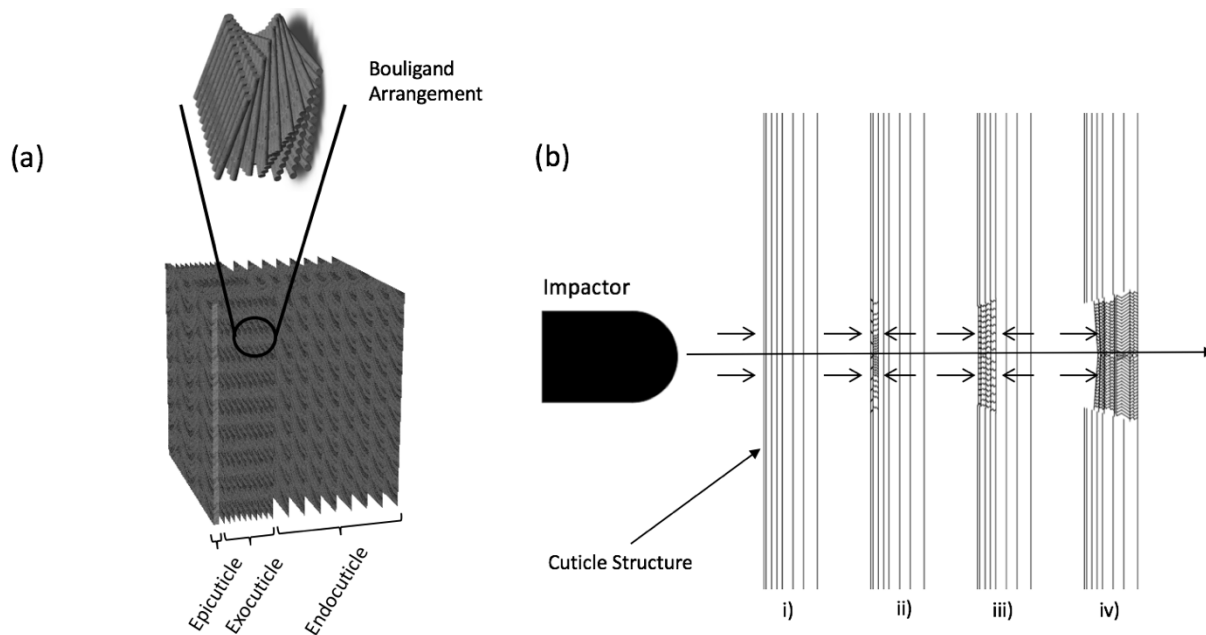 (a)
Bouligand
Arrangement
Epicuticle
Exocuticle
Endocuticle
(b)
Impactor
Cuticle Structure
i)
ii)
iii)
iv)